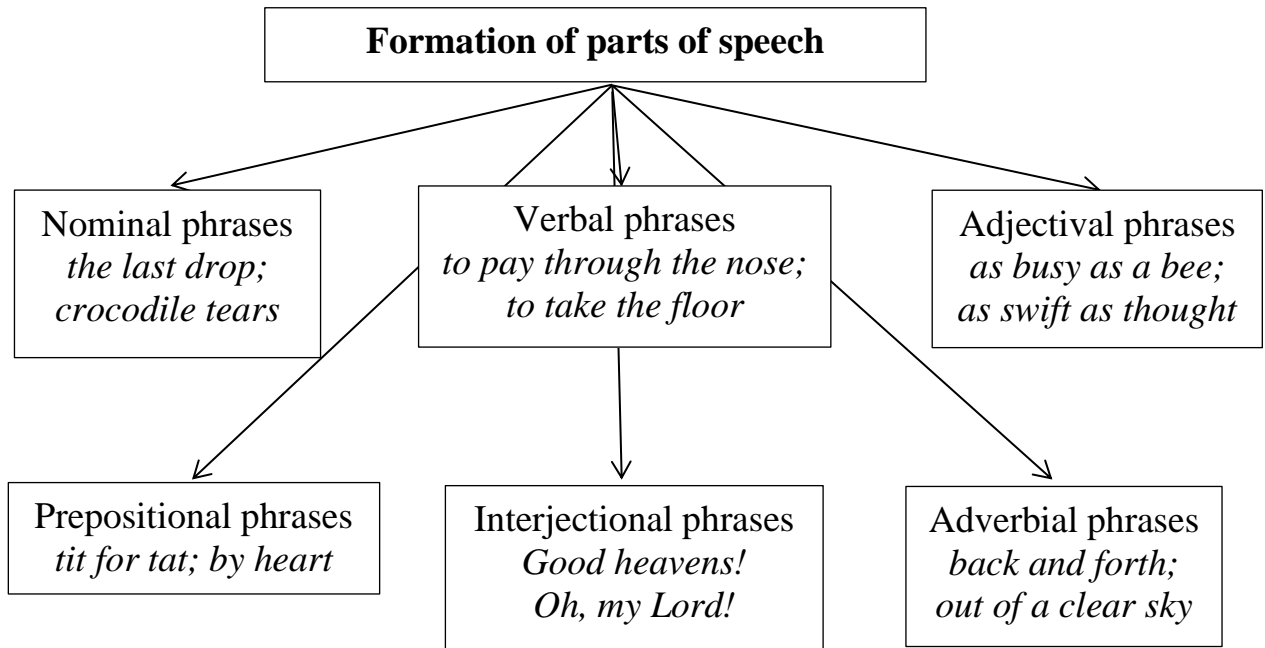 Formation of parts of speech
Nominal phrases
the last drop;
crocodile tears
Verbal phrases
to pay through the nose;
to take the floor
Adjectival phrases
as busy as a bee;
as swift as thought
Prepositional phrases
tit for tat; by heart
Interjectional phrases
Good heavens!
Oh, my Lord!
Adverbial phrases
back and forth;
out of a clear sky